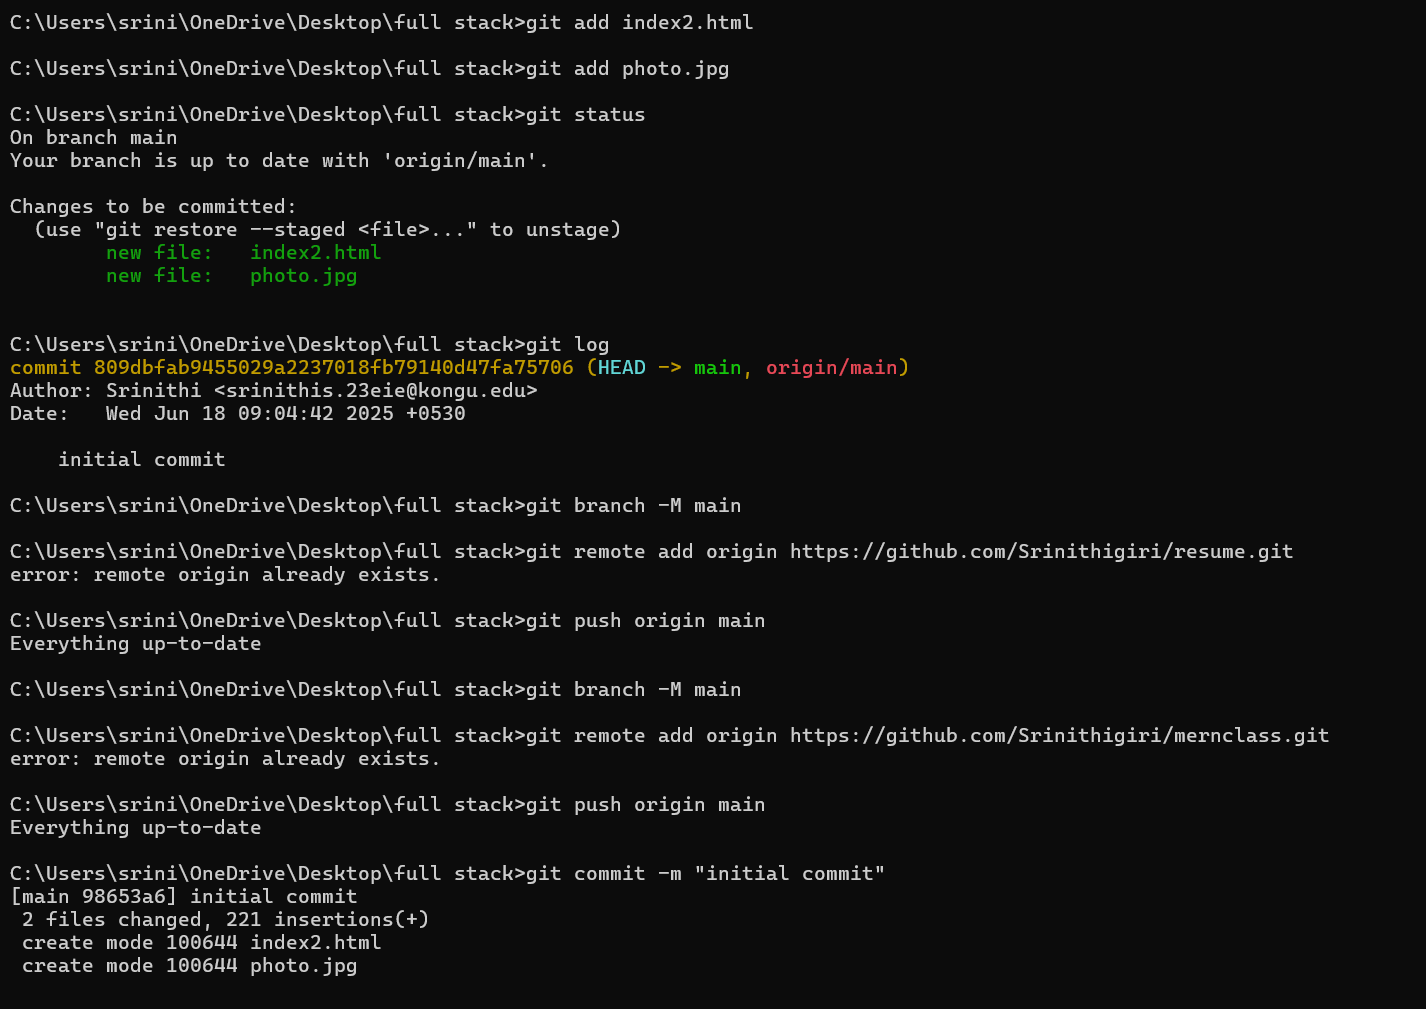 C:\Users\srini\OneDrive\Desktop\full stack>git add index2.html
C:\Users\srini\OneDrive\Desktop\full stack>git add photo.jpg
C:\Users\srini\OneDrive\Desktop\full stack>git status
On branch main
Your branch is up to date with 'origin/main'.
Changes to be committed:
  (use "git restore --staged <file>..." to unstage)
        new file:   index2.html
        new file:   photo.jpg
C:\Users\srini\OneDrive\Desktop\full stack>git log
commit 809dbfab9455029a2237018fb79140d47fa75706 (HEAD -> main, origin/main)
Author: Srinithi <srinithis.23eie@kongu.edu>
Date:   Wed Jun 18 09:04:42 2025 +0530
    initial commit
C:\Users\srini\OneDrive\Desktop\full stack>git branch -M main
C:\Users\srini\OneDrive\Desktop\full stack>git remote add origin https://github.com/Srinithigiri/resume.git
error: remote origin already exists.
C:\Users\srini\OneDrive\Desktop\full stack>git push origin main
Everything up-to-date
C:\Users\srini\OneDrive\Desktop\full stack>git branch -M main
C:\Users\srini\OneDrive\Desktop\full stack>git remote add origin https://github.com/Srinithigiri/mernclass.git
error: remote origin already exists.
C:\Users\srini\OneDrive\Desktop\full stack>git push origin main
Everything up-to-date
C:\Users\srini\OneDrive\Desktop\full stack>git commit -m "initial commit"
[main 98653a6] initial commit
 2 files changed, 221 insertions(+)
 create mode 100644 index2.html
 create mode 100644 photo.jpg